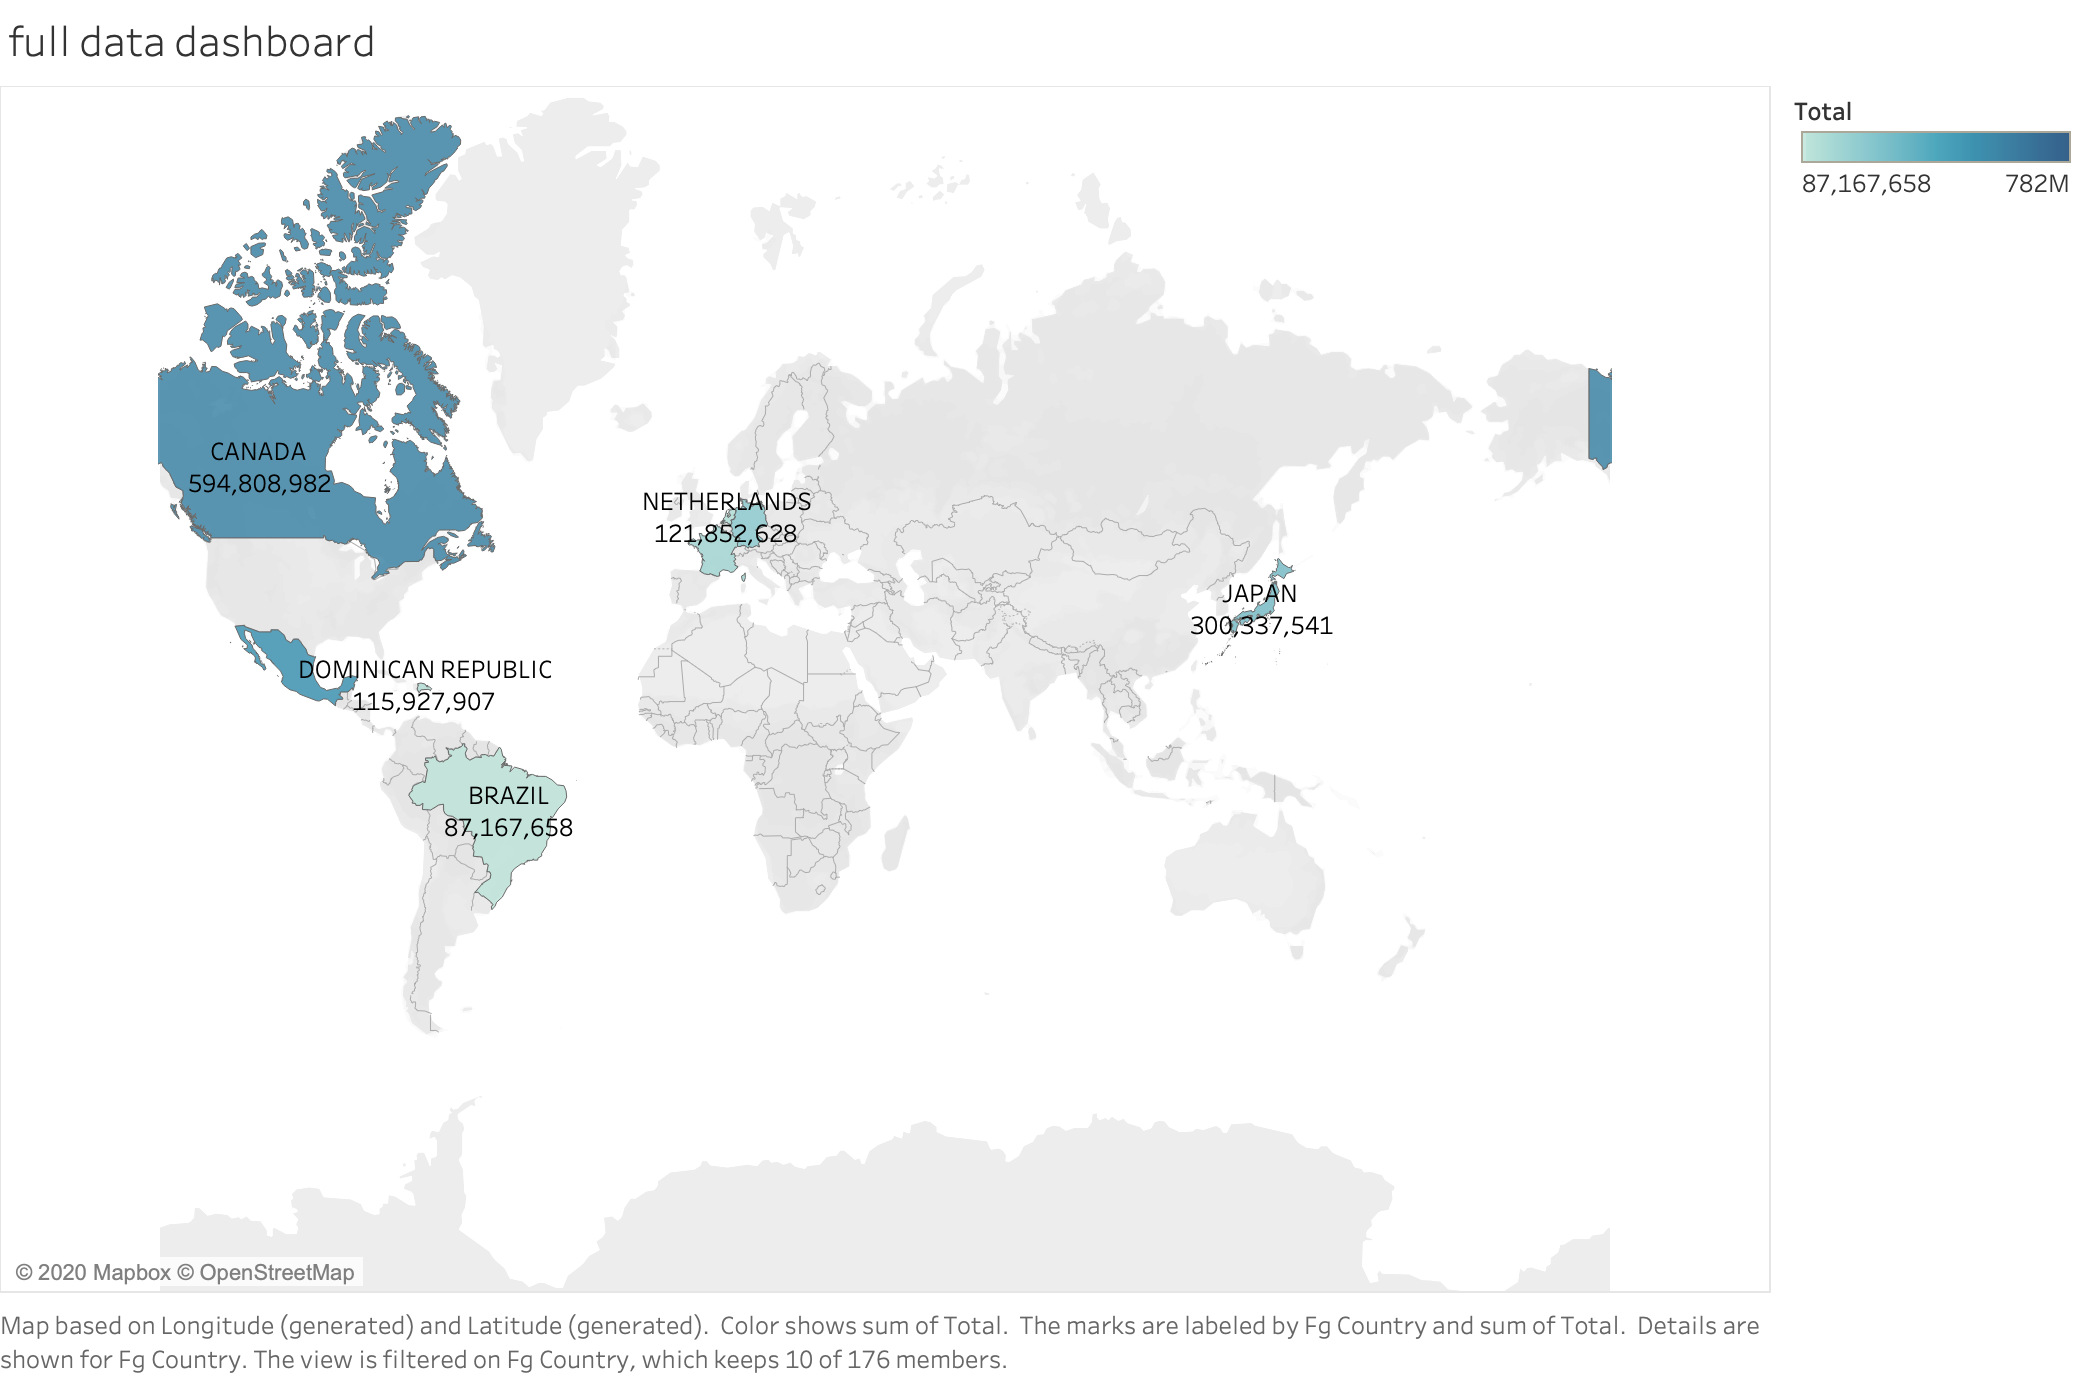 full data dashboard
Total
87,167,658 782M
CANADA
594,808,982
NETHERLANDS
121,852,628
JAPAN
300,337,541
DOMINICAN REPUBLIC
115,927,907
BRAZIL
87,167,658
© 2020 Mapbox © OpenStreetMap
Map based on Longitude (generated) and Latitude (generated).  Color shows sum of Total.  The marks are labeled by Fg Country and sum of Total.  Details are
shown for Fg Country. The view is filtered on Fg Country, which keeps 10 of 176 members.